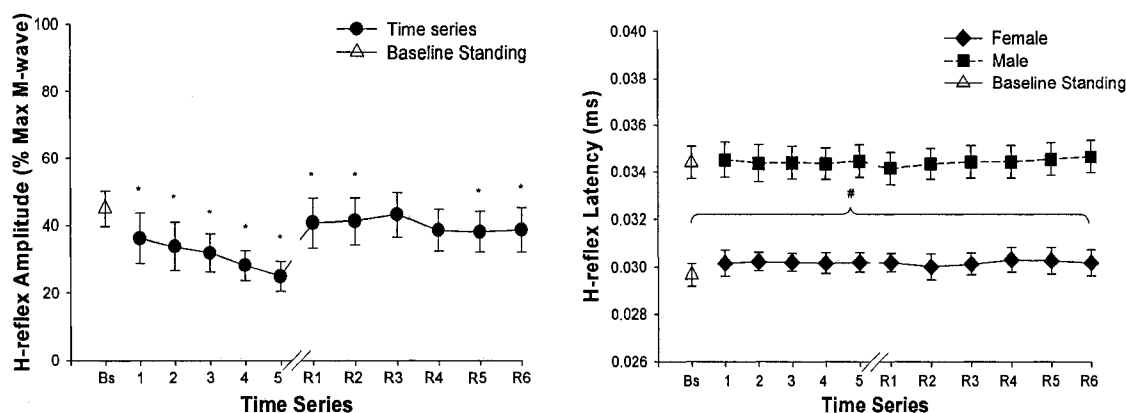 H-reflex Amplitude (% Max M-wave)
100
80
60
40
20
0
Time series
Baseline Standing
* * * * * * * * *
Bs 1 2 3 4 5 R1 R2 R3 R4 R5 R6
Time Series
H-reflex Latency (ms)
0.040
0.038
0.036
0.034
0.032
0.030
0.028
0.026
Female
Male
Baseline Standing
#
Bs 1 2 3 4 5 R1 R2 R3 R4 R5 R6
Time Series